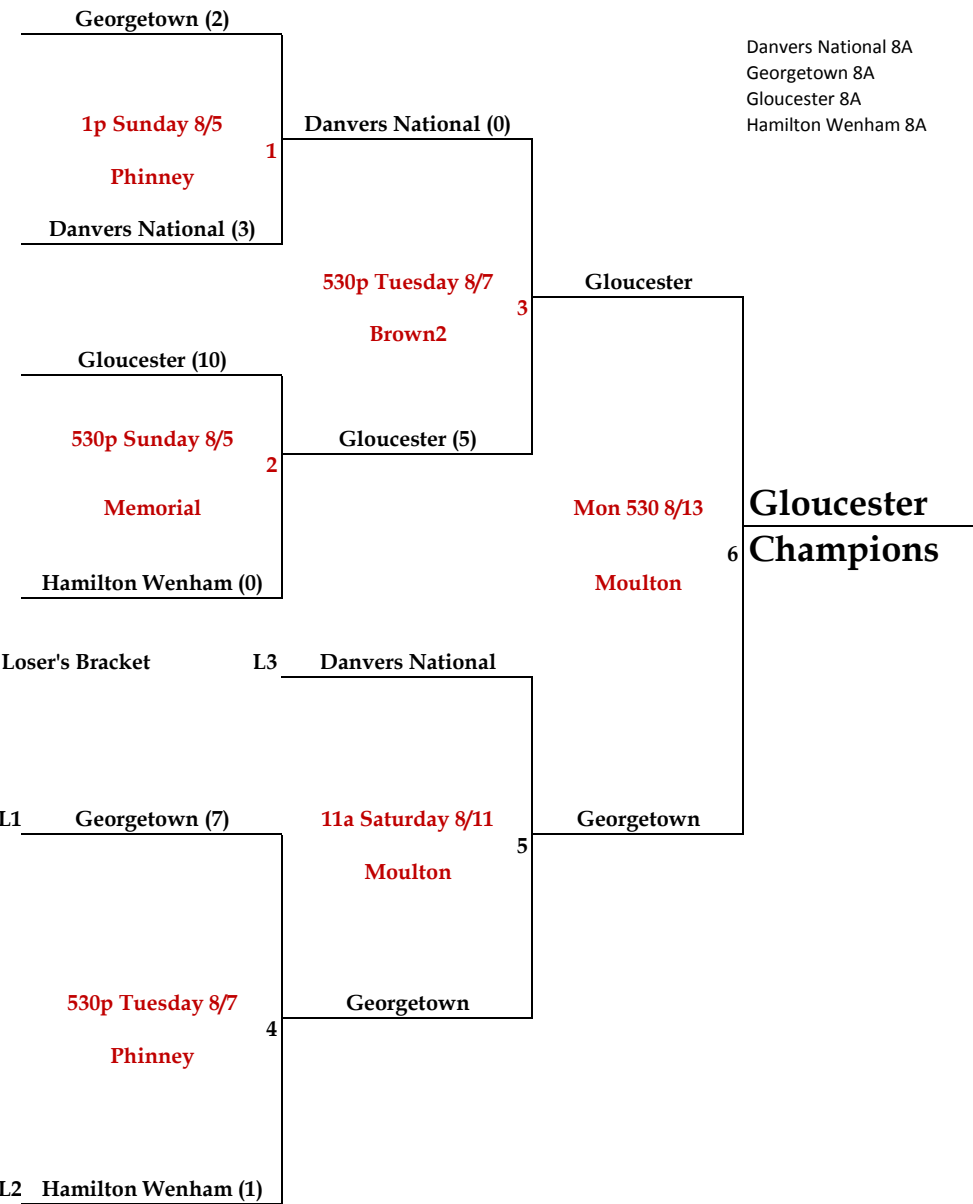 Georgetown (2)
Danvers National 8A
Georgetown 8A
Gloucester 8A
Hamilton Wenham 8A
1p Sunday 8/5
Danvers National (0)
1
Phinney
Danvers National (3)
530p Tuesday 8/7
Gloucester
3
Brown2
Gloucester (10)
530p Sunday 8/5
Gloucester (5)
2
Memorial
Mon 530 8/13
Gloucester
6 Champions
Hamilton Wenham (0)
Moulton
Loser's Bracket
L3 Danvers National
L1 Georgetown (7)
11a Saturday 8/11
Georgetown
5
Moulton
530p Tuesday 8/7
Georgetown
4
Phinney
L2 Hamilton Wenham (1)